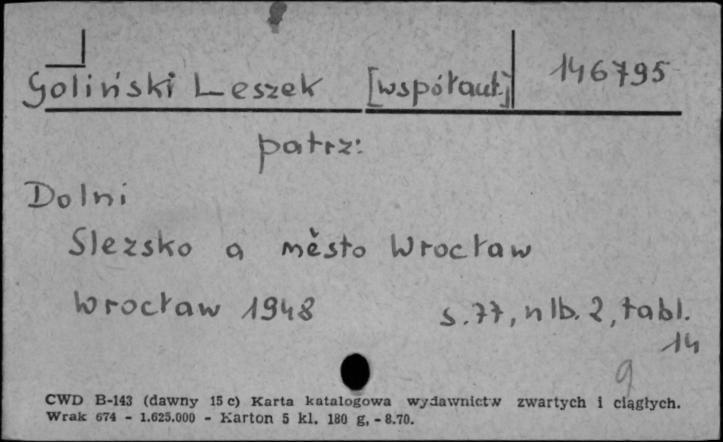 Goliński Leszek [współaut.] 146795
patrz:
Dolni
Slezsko a město Wrocław
Wrocław 1948 s. 77, nlb. 2, tabl.
14
9
CWD B-143 (dawny 15 c) Karta katalogowa wydawnictw zwartych i ciągłych.
Wrak 674 - 1.625.000 - Karton 5 kl. 180 g, - 8.70.